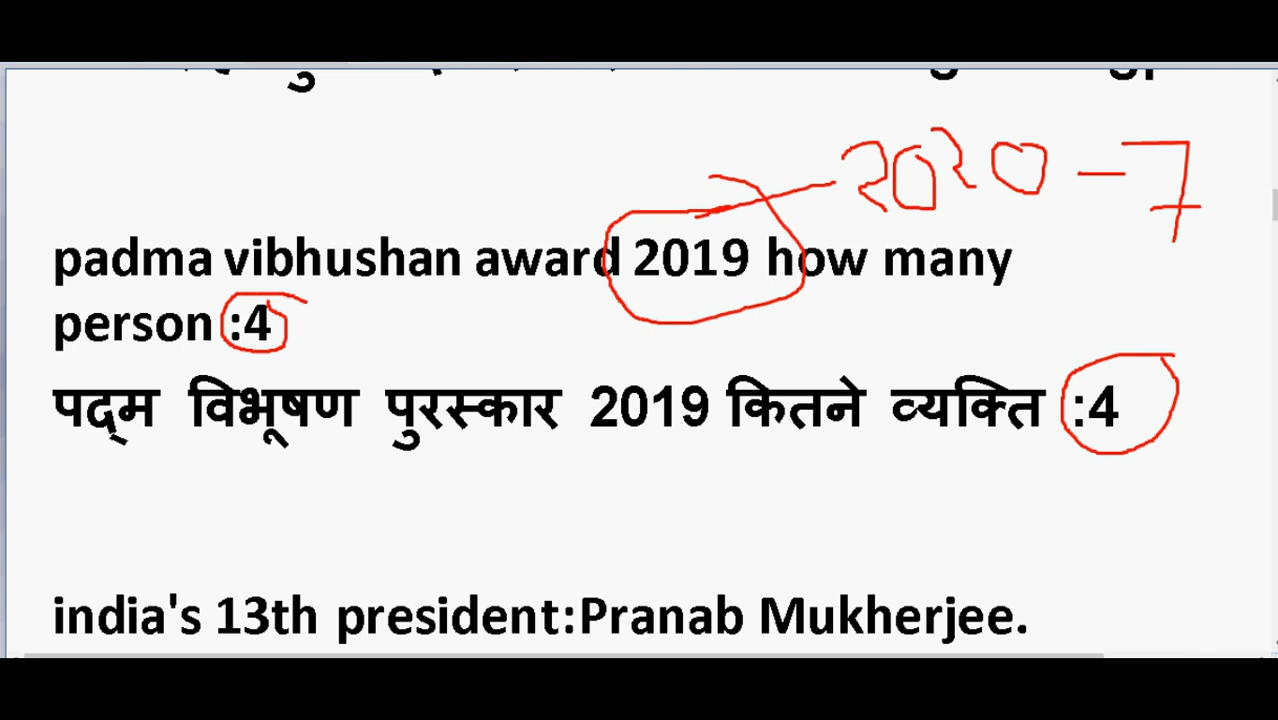 2020 - 7
padma vibhushan award 2019 how many
person :4
पद्म विभूषण पुरस्कार 2019 कितने व्यक्ति :4
india's 13th president:Pranab Mukherjee.